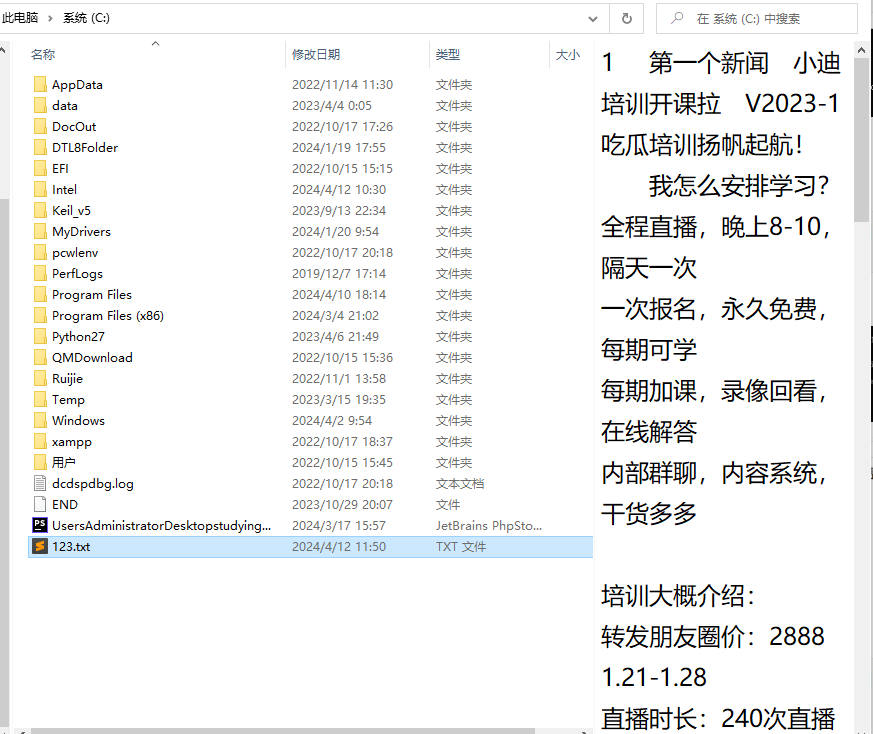 此电脑 › 系统 (C:)
在 系统 (C:) 中搜索
名称 修改日期 类型 大小
AppData 2022/11/14 11:30 文件夹
data 2023/4/4 0:05 文件夹
DocOut 2022/10/17 17:26 文件夹
DTL8Folder 2024/1/19 17:55 文件夹
EFI 2022/10/15 15:15 文件夹
Intel 2024/4/12 10:30 文件夹
Keil_v5 2023/9/13 22:34 文件夹
MyDrivers 2024/1/20 9:54 文件夹
pcwlenv 2022/10/17 20:18 文件夹
PerfLogs 2019/12/7 17:14 文件夹
Program Files 2024/4/10 18:14 文件夹
Program Files (x86) 2024/3/4 21:02 文件夹
Python27 2023/4/6 21:49 文件夹
QMDownload 2022/10/15 15:36 文件夹
Ruijie 2022/11/1 13:58 文件夹
Temp 2023/3/15 19:35 文件夹
Windows 2024/4/2 9:54 文件夹
xampp 2022/10/17 18:37 文件夹
用户 2022/10/15 15:45 文件夹
dcdspdbg.log 2022/10/17 20:18 文本文档
END 2023/10/29 20:07 文件
PS UsersAdministratorDesktopstudying... 2024/3/17 15:57 JetBrains PhpSto...
123.txt 2024/4/12 11:50 TXT 文件
1 第一个新闻 小迪
培训开课拉 V2023-1
吃瓜培训扬帆起航！
我怎么安排学习？
全程直播，晚上8-10，
隔天一次
一次报名，永久免费，
每期可学
每期加课，录像回看，
在线解答
内部群聊，内容系统，
干货多多
培训大概介绍：
转发朋友圈价：2888
1.21-1.28
直播时长：240次直播